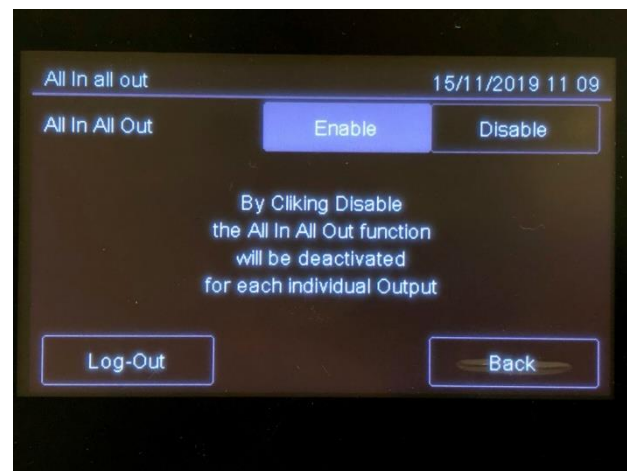 All In all out 15/11/2019 11 09
All In All Out Enable Disable
By Cliking Disable
the All In All Out function
will be deactivated
for each individual Output
Log-Out Back